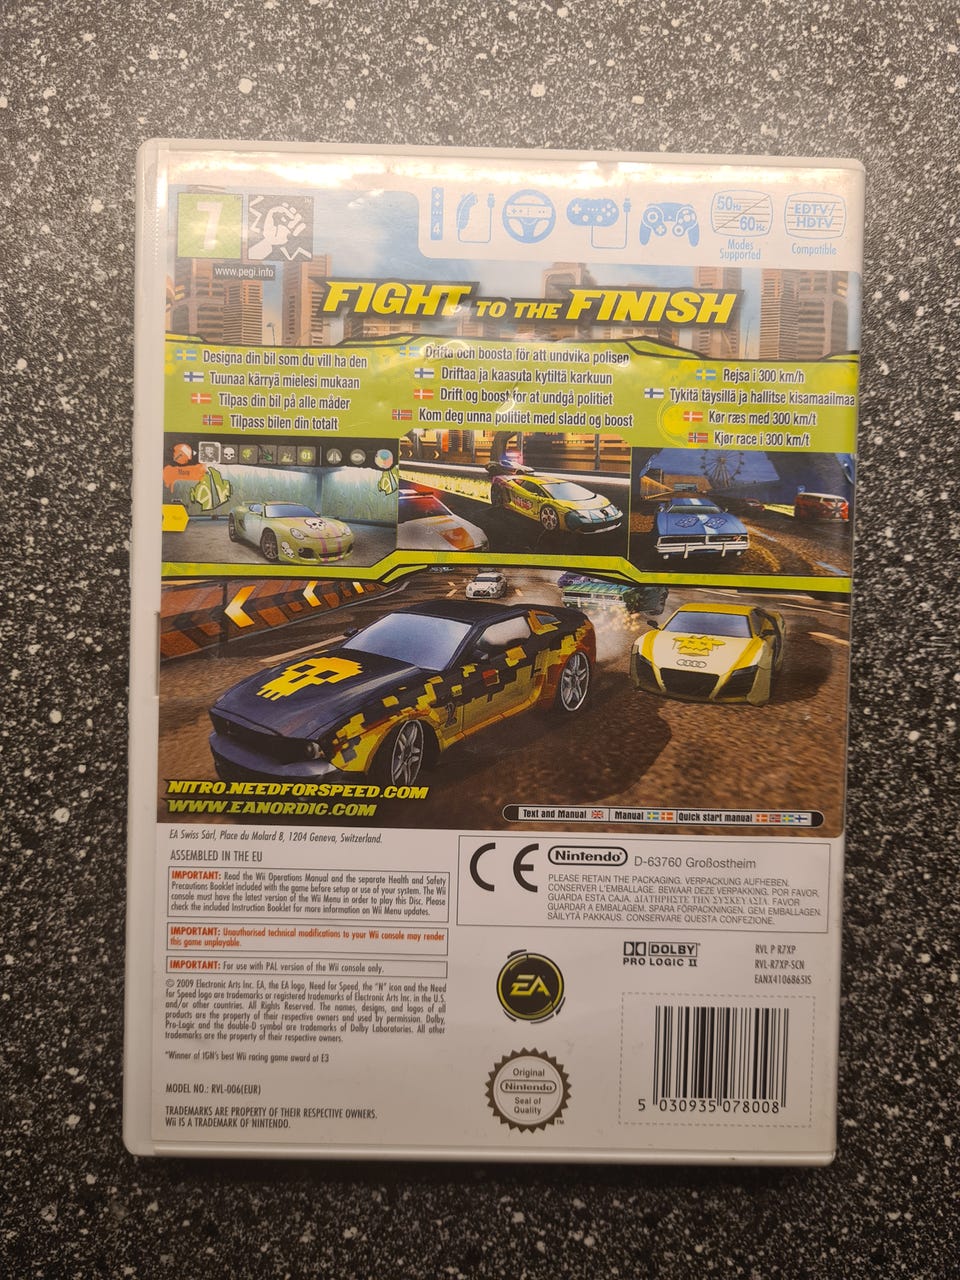 7
www.pegi.info
4
50Hz
60Hz
Modes
Supported
EDTV/
HDTV
Compatible
FIGHT TO THE FINISH
Designa din bil som du vill ha den
Tuunaa kärryä mielesi mukaan
Tilpas din bil på alle måder
Tilpass bilen din totalt
Drifta och boosta för att undvika polisen
Driftaa ja kaasuta kytiltä karkuun
Drift og boost for at undgå politiet
Kom deg unna politiet med sladd og boost
Rejsa i 300 km/h
Tykitä täysillä ja hallitse kisamaailmaa
Kør ræs med 300 km/t
Kjør race i 300 km/t
NITRO.NEEDFORSPEED.COM
WWW.EANORDIC.COM
Text and Manual
Manual
Quick start manual
EA Swiss Sàrl, Place du Molard 8, 1204 Geneva, Switzerland.
ASSEMBLED IN THE EU
IMPORTANT: Read the Wii Operations Manual and the separate Health and Safety
Precautions Booklet included with the game before setup or use of your system. The Wii
console must have the latest version of the Wii Menu in order to play this Disc. Please
check the included Instruction Booklet for more information on Wii Menu updates.
IMPORTANT: Unauthorised technical modifications to your Wii console may render
this game unplayable.
IMPORTANT: For use with PAL version of the Wii console only.
© 2009 Electronic Arts Inc. EA, the EA logo, Need for Speed, the "N" icon and the Need
for Speed logo are trademarks or registered trademarks of Electronic Arts Inc. in the U.S.
and/or other countries. All Rights Reserved. The names, designs, and logos of all
products are the property of their respective owners and used by permission. Dolby,
Pro-Logic and the double-D symbol are trademarks of Dolby Laboratories. All other
trademarks are the property of their respective owners.
*Winner of IGN's best Wii racing game award at E3
MODEL NO.: RVL-006(EUR)
TRADEMARKS ARE PROPERTY OF THEIR RESPECTIVE OWNERS.
Wii IS A TRADEMARK OF NINTENDO.
CE
Nintendo D-63760 Großostheim
PLEASE RETAIN THE PACKAGING. VERPACKUNG AUFHEBEN.
CONSERVER L'EMBALLAGE. BEWAAR DEZE VERPAKKING. POR FAVOR,
GUARDA ESTA CAJA. ΔΙΑΤΗΡΗΣΤΕ ΤΗΝ ΣΥΣΚΕΥΑΣΙΑ. FAVOR
GUARDAR A EMBALAGEM. SPARA FÖRPACKNINGEN. GEM EMBALLAGEN.
SÄILYTÄ PAKKAUS. CONSERVARE QUESTA CONFEZIONE.
EA
DOLBY
PRO LOGIC II
RVL P R7XP
RVL-R7XP-SCN
EANX41068651S
Original
Nintendo
Seal of
Quality
TM
5 030935 078008